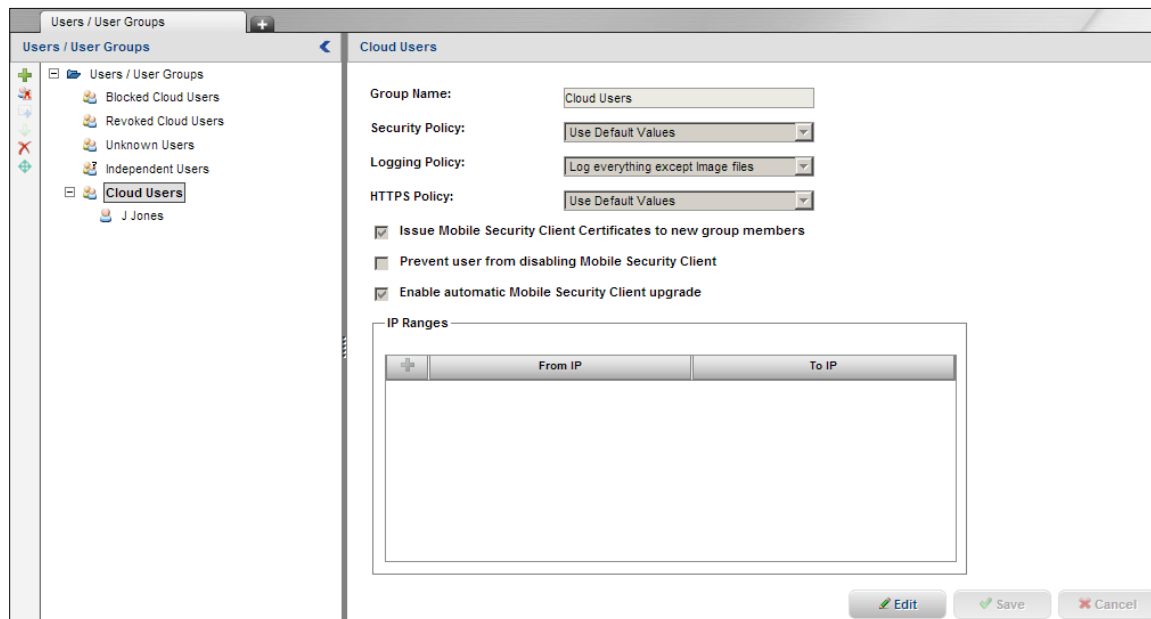 Users / User Groups
Users / User Groups
Users / User Groups
Blocked Cloud Users
Revoked Cloud Users
Unknown Users
Independent Users
Cloud Users
J Jones
Cloud Users
Group Name:
Cloud Users
Security Policy:
Use Default Values
Logging Policy:
Log everything except Image files
HTTPS Policy:
Use Default Values
Issue Mobile Security Client Certificates to new group members
Prevent user from disabling Mobile Security Client
Enable automatic Mobile Security Client upgrade
IP Ranges
From IP
To IP
Edit
Save
Cancel